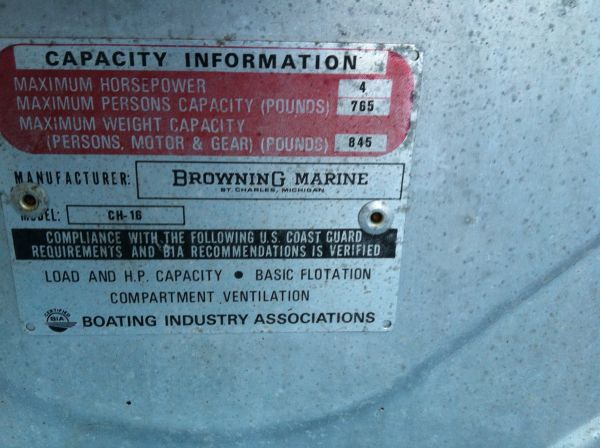 CAPACITY INFORMATION
MAXIMUM HORSEPOWER 4
MAXIMUM PERSONS CAPACITY (POUNDS) 765
MAXIMUM WEIGHT CAPACITY
(PERSONS, MOTOR & GEAR) (POUNDS) 845
MANUFACTURER: BROWNING MARINE
ST. CHARLES, MICHIGAN
MODEL: CH-16
COMPLIANCE WITH THE FOLLOWING U.S. COAST GUARD
REQUIREMENTS AND BIA RECOMMENDATIONS IS VERIFIED
LOAD AND H.P. CAPACITY • BASIC FLOTATION
COMPARTMENT VENTILATION
CERTIFIED
BIA
BOATING INDUSTRY ASSOCIATIONS